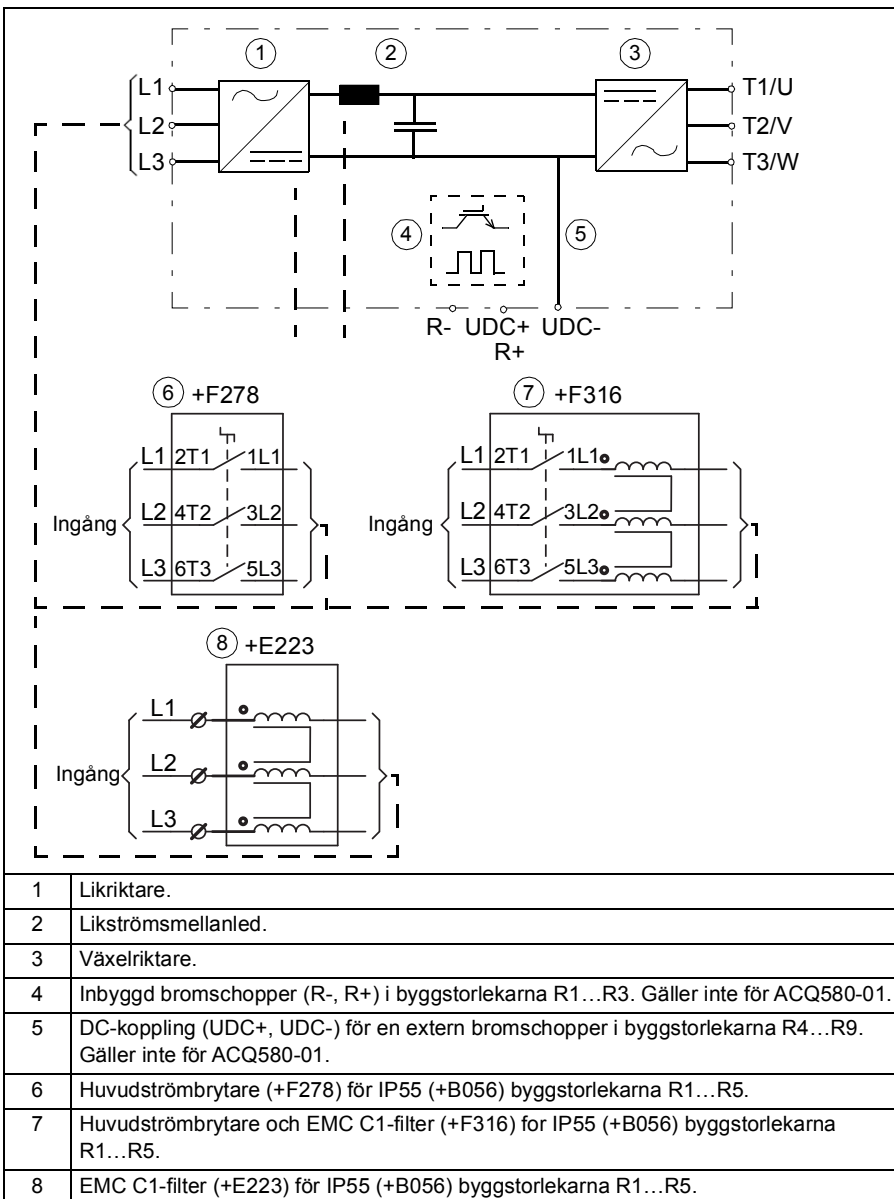 1 2 3
L1 T1/U
L2 T2/V
L3 T3/W
4 5
R- UDC+ UDC-
R+
6 +F278 7 +F316
L1 2T1 1L1 L1 2T1 1L1
Ingång L2 4T2 3L2 Ingång L2 4T2 3L2
L3 6T3 5L3 L3 6T3 5L3
8 +E223
L1
Ingång L2
L3
1 Likriktare.
2 Likströmsmellanled.
3 Växelriktare.
4 Inbyggd bromschopper (R-, R+) i byggstorlekarna R1…R3. Gäller inte för ACQ580-01.
5 DC-koppling (UDC+, UDC-) för en extern bromschopper i byggstorlekarna R4…R9.
Gäller inte för ACQ580-01.
6 Huvudströmbrytare (+F278) för IP55 (+B056) byggstorlekarna R1…R5.
7 Huvudströmbrytare och EMC C1-filter (+F316) for IP55 (+B056) byggstorlekarna
R1…R5.
8 EMC C1-filter (+E223) för IP55 (+B056) byggstorlekarna R1…R5.